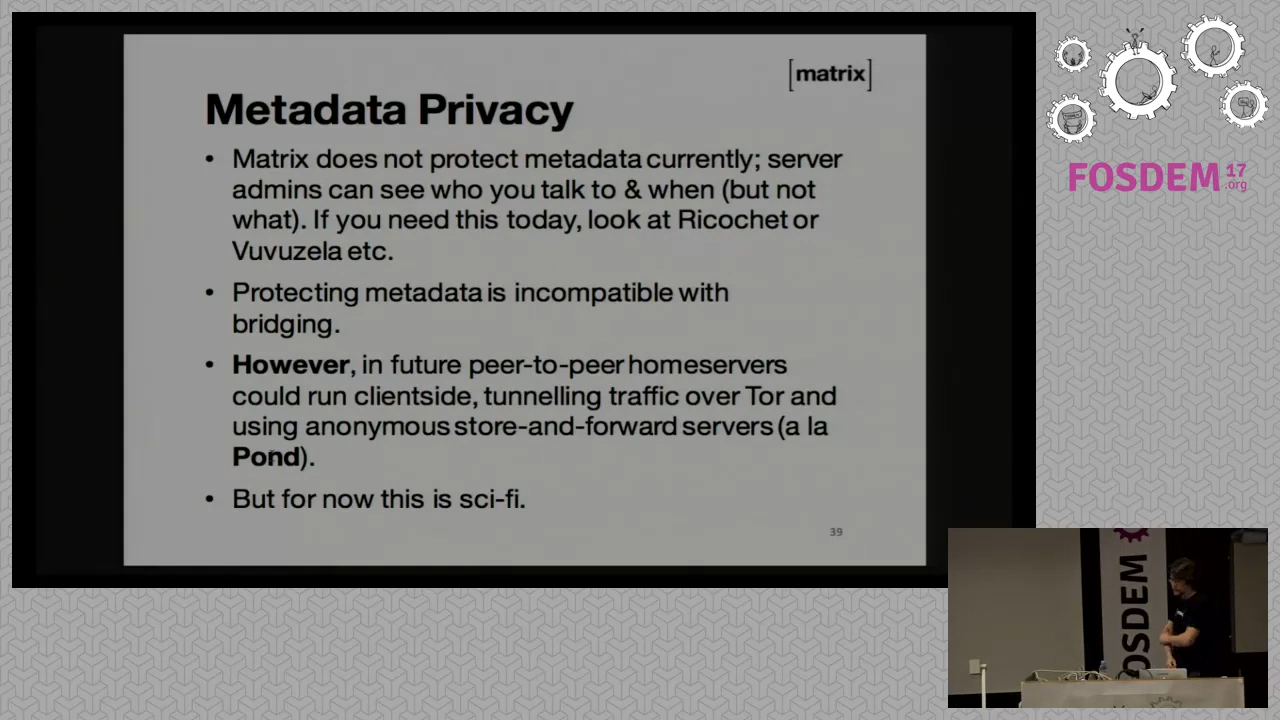 [matrix]
Metadata Privacy
• Matrix does not protect metadata currently; server
admins can see who you talk to & when (but not
what). If you need this today, look at Ricochet or
Vuvuzela etc.
• Protecting metadata is incompatible with
bridging.
• However, in future peer-to-peer homeservers
could run clientside, tunnelling traffic over Tor and
using anonymous store-and-forward servers (a la
Pond).
• But for now this is sci-fi.
39
FOSDEM 17
.org
OSDEM